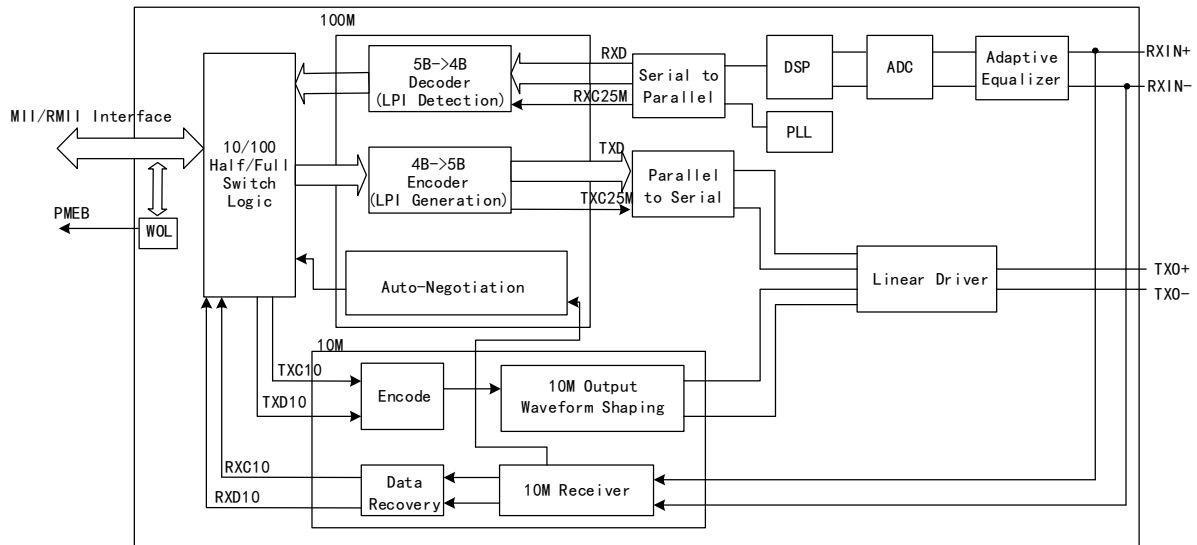 100M
RXIN+
RXIN-
5B->4B
Decoder
(LPI Detection)
RXD
RXC25M
Serial to
Parallel
DSP
ADC
Adaptive
Equalizer
PLL
MII/RMII Interface
10/100
Half/Full
Switch
Logic
4B->5B
Encoder
(LPI Generation)
TXD
TXC25M
Parallel
to Serial
PMEB
WOL
Auto-Negotiation
Linear Driver
TXO+
TXO-
10M
TXC10
TXD10
Encode
10M Output
Waveform Shaping
RXC10
RXD10
Data
Recovery
10M Receiver